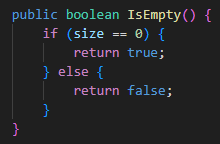 public boolean IsEmpty() {
    if (size == 0) {
        return true;
    } else {
        return false;
    }
}